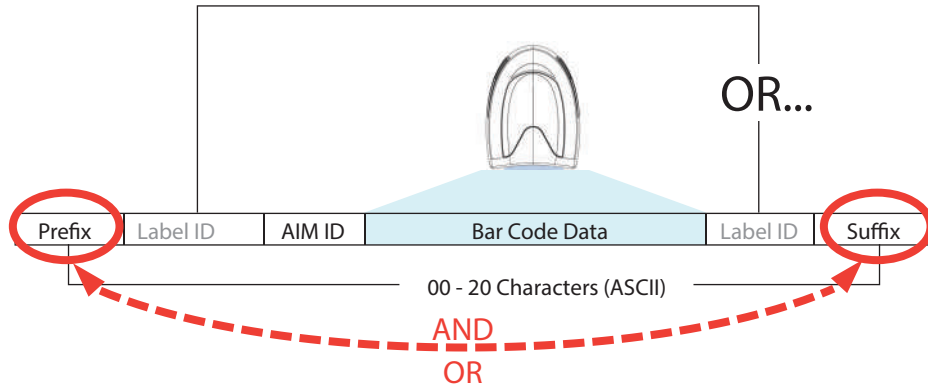 OR...
Prefix Label ID AIM ID Bar Code Data Label ID Suffix
00 - 20 Characters (ASCII)
AND
OR